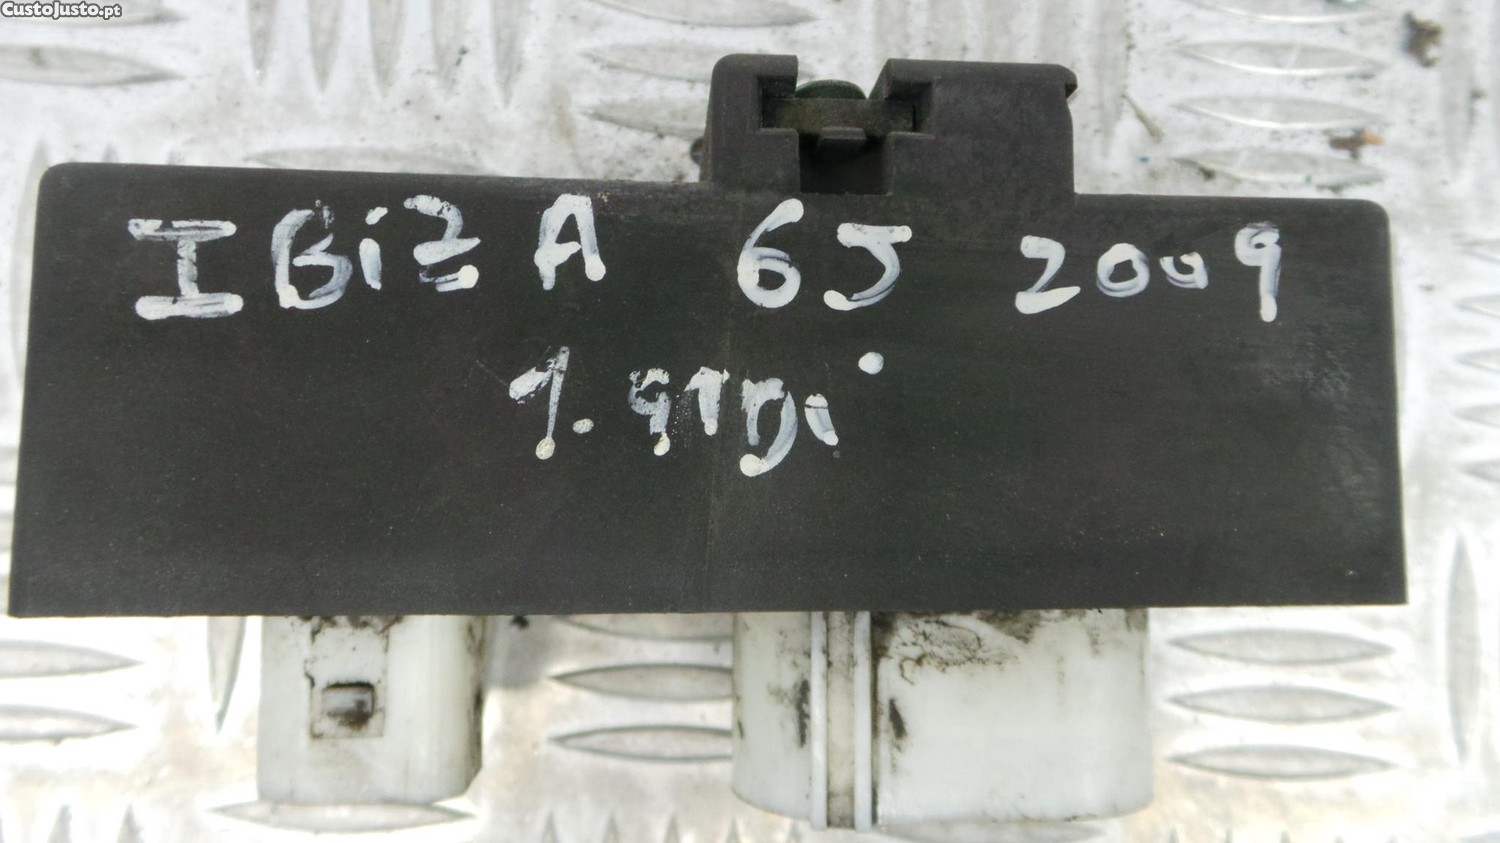 CustoJusto.pt
IBiZA 6J 2009
1.9TDi